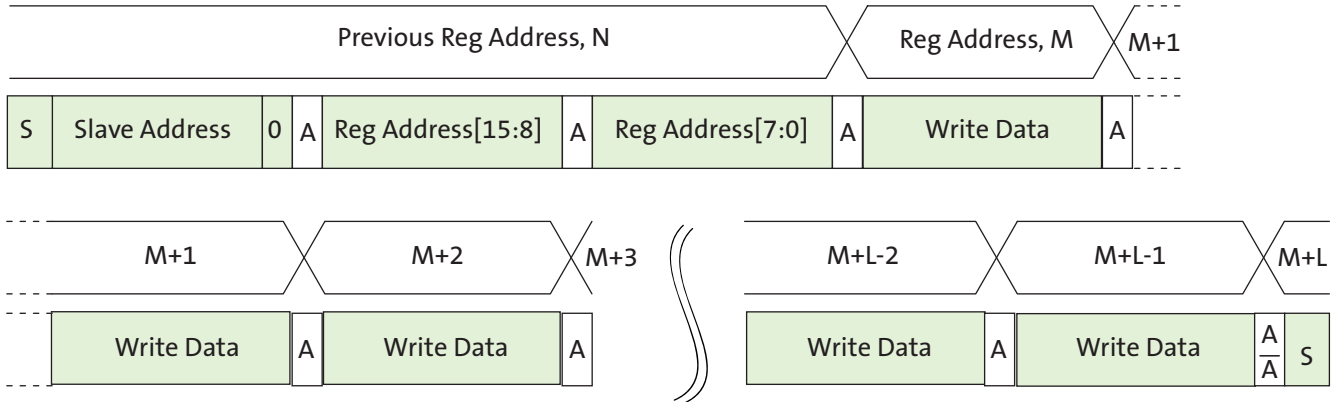 Previous Reg Address, N Reg Address, M M+1
S Slave Address 0 A Reg Address[15:8] A Reg Address[7:0] A Write Data A
M+1 M+2 M+3 M+L-2 M+L-1 M+L
Write Data A Write Data A Write Data A Write Data A/A̅ S